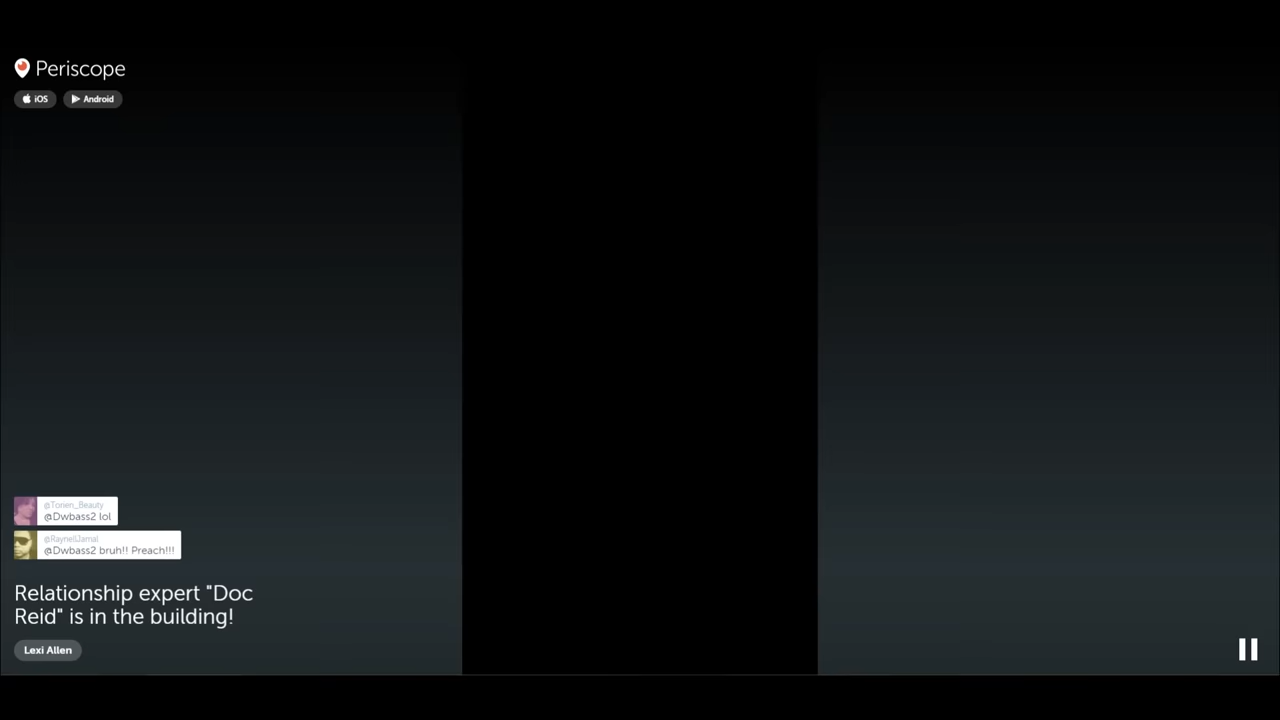 Periscope
iOS
Android
@Tonen_Beauty
@Dwbass2 lol
@RaynellJamal
@Dwbass2 bruh!! Preach!!!
Relationship expert "Doc
Reid" is in the building!
Lexi Allen